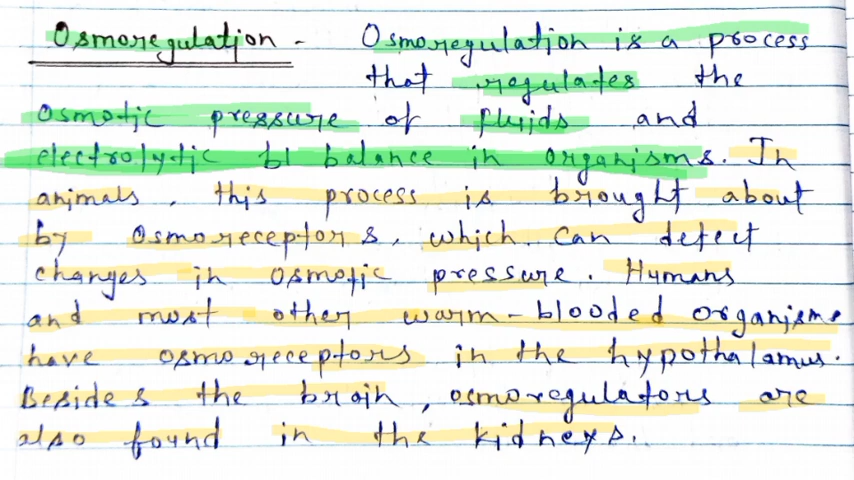 Osmoregulation - Osmoregulation is a process
that regulates the
osmotic pressure of fluids and
electrolytic bl balance in organisms. In
animals, this process is brought about
by osmoreceptors, which can detect
changes in osmotic pressure. Humans
and most other warm-blooded organisms
have osmoreceptors in the hypothalamus.
Besides the brain, osmoregulators are
also found in the kidneys.